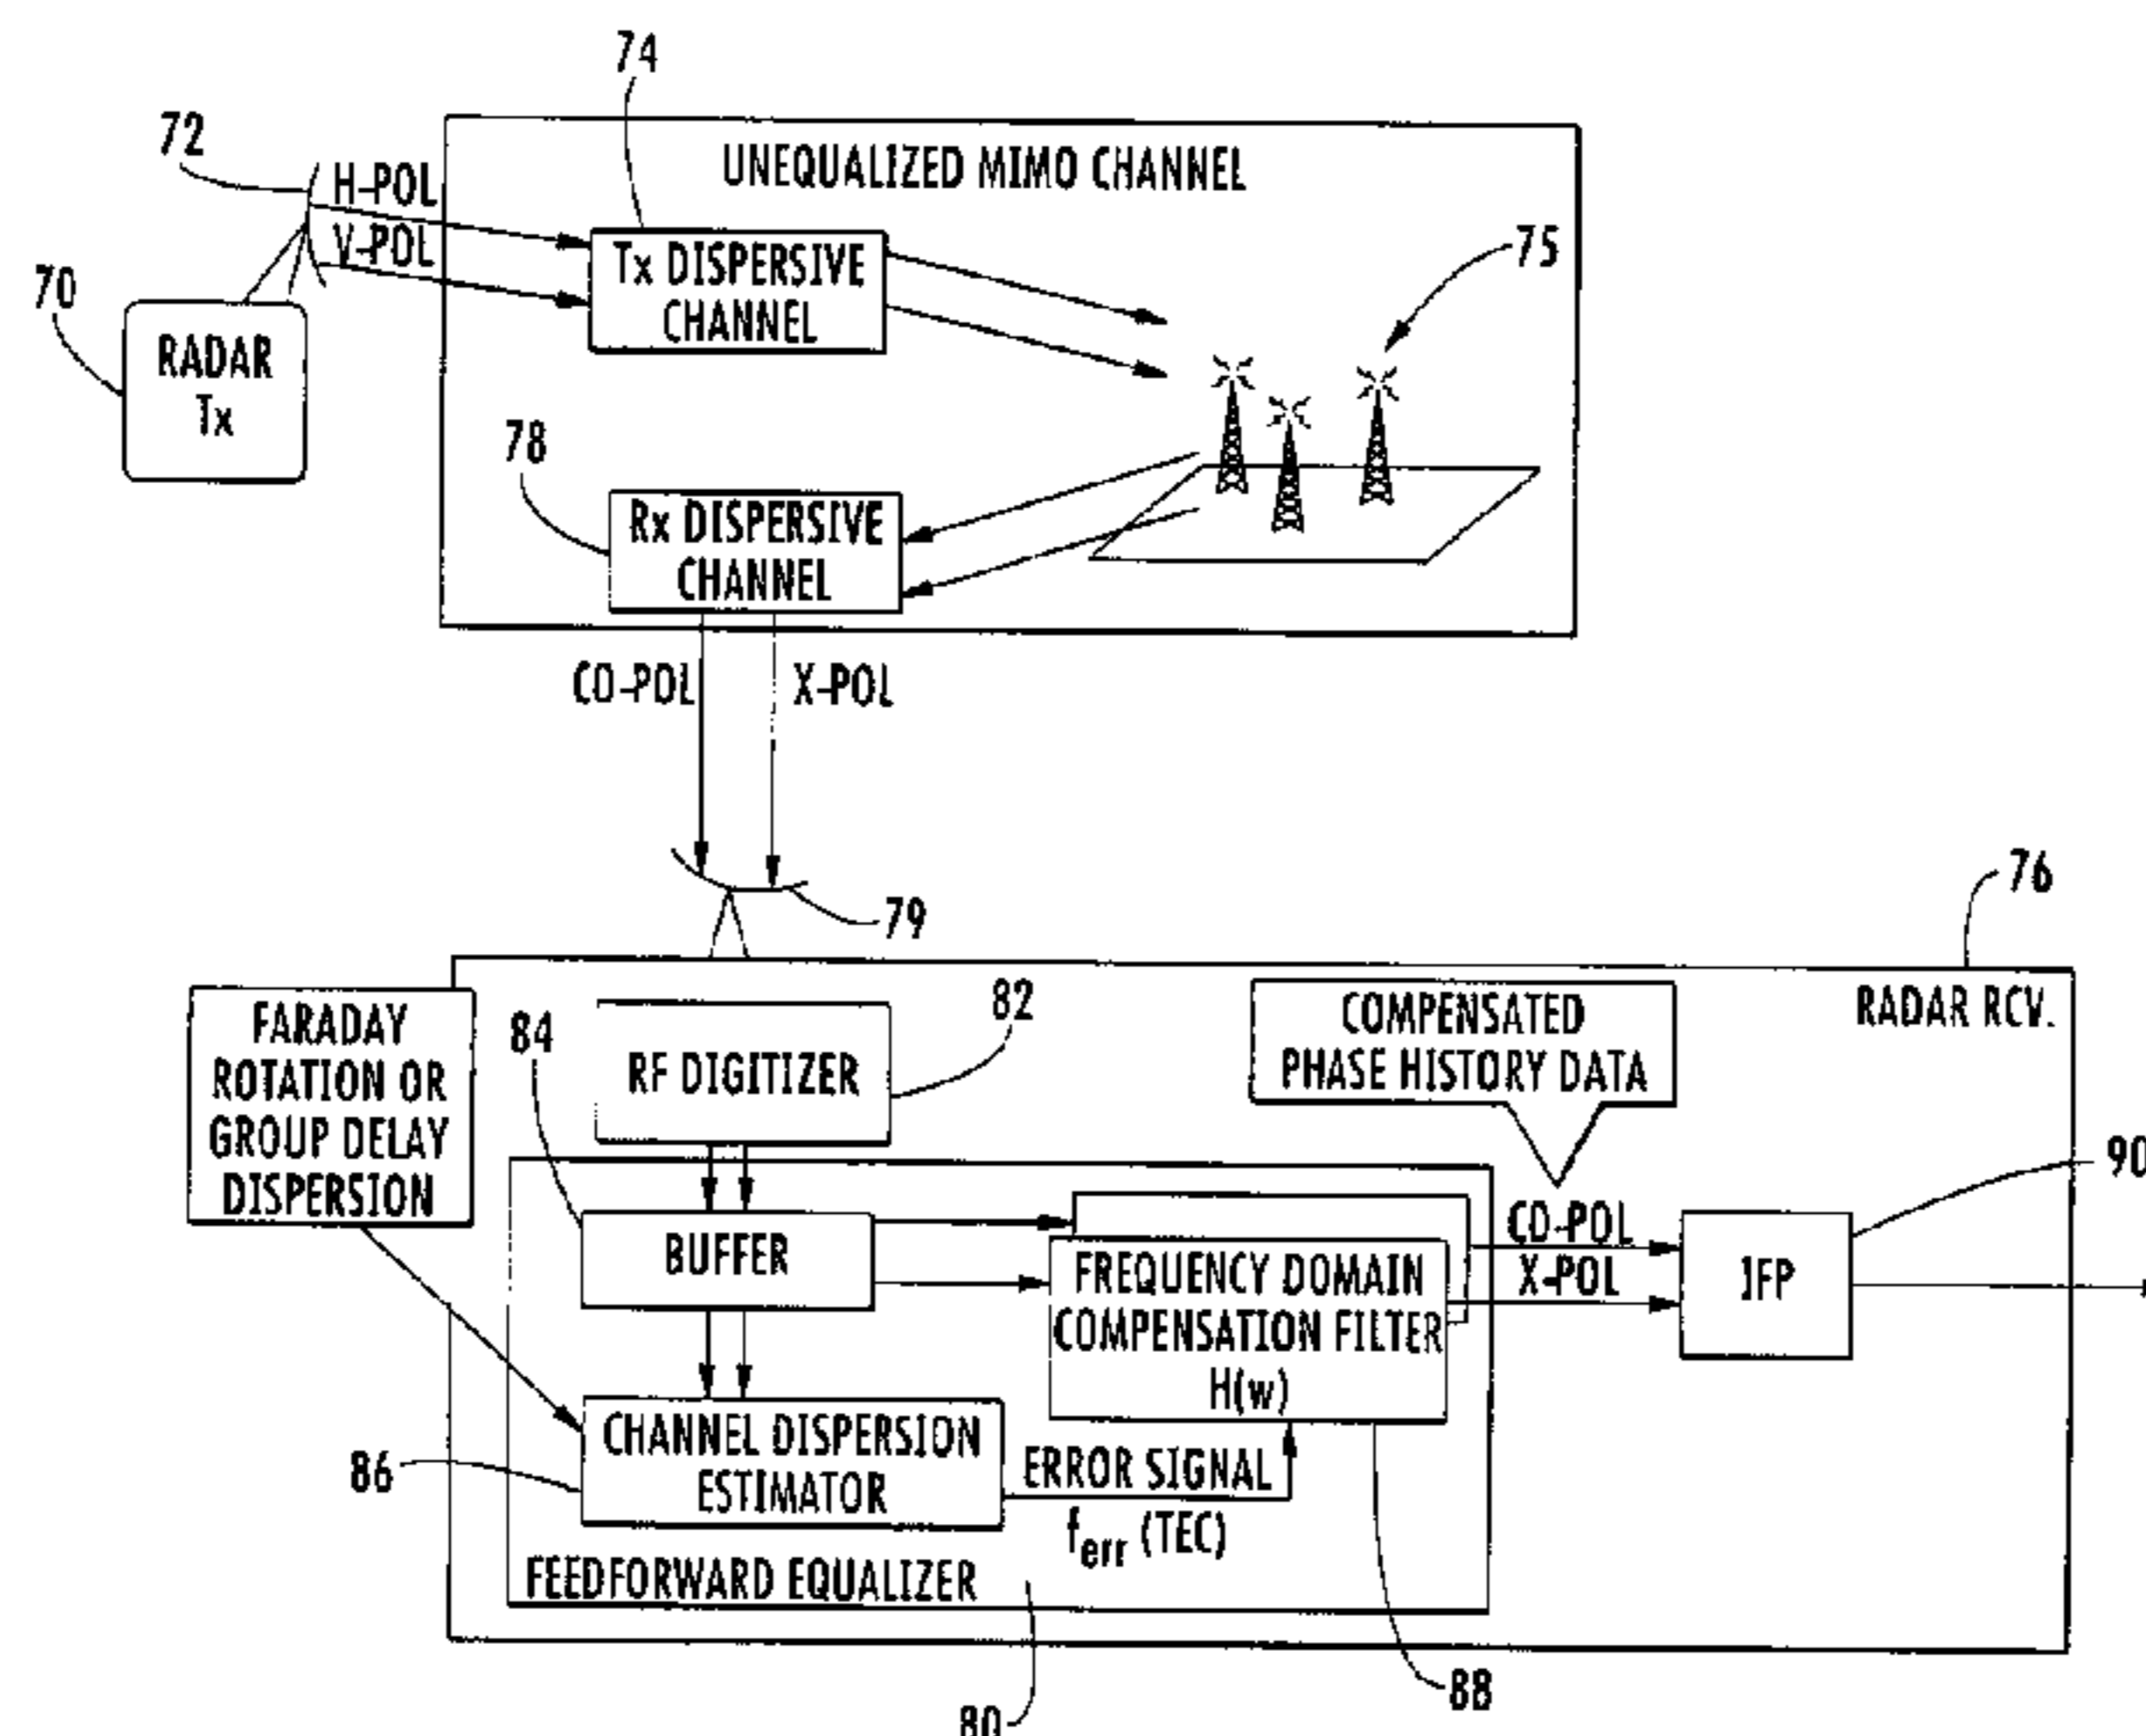 74
72
UNEQUALIZED MIMO CHANNEL
H-POL
V-POL
75
70
Tx DISPERSIVE
CHANNEL
RADAR
Tx
78
Rx DISPERSIVE
CHANNEL
CO-POL
X-POL
79
76
FARADAY
ROTATION OR
GROUP DELAY
DISPERSION
84
RF DIGITIZER
82
COMPENSATED
PHASE HISTORY DATA
RADAR RCV.
90
BUFFER
FREQUENCY DOMAIN
COMPENSATION FILTER
H(w)
CO-POL
X-POL
IFP
86
CHANNEL DISPERSION
ESTIMATOR
ERROR SIGNAL
ferr (TEC)
FEEDFORWARD EQUALIZER
80
88